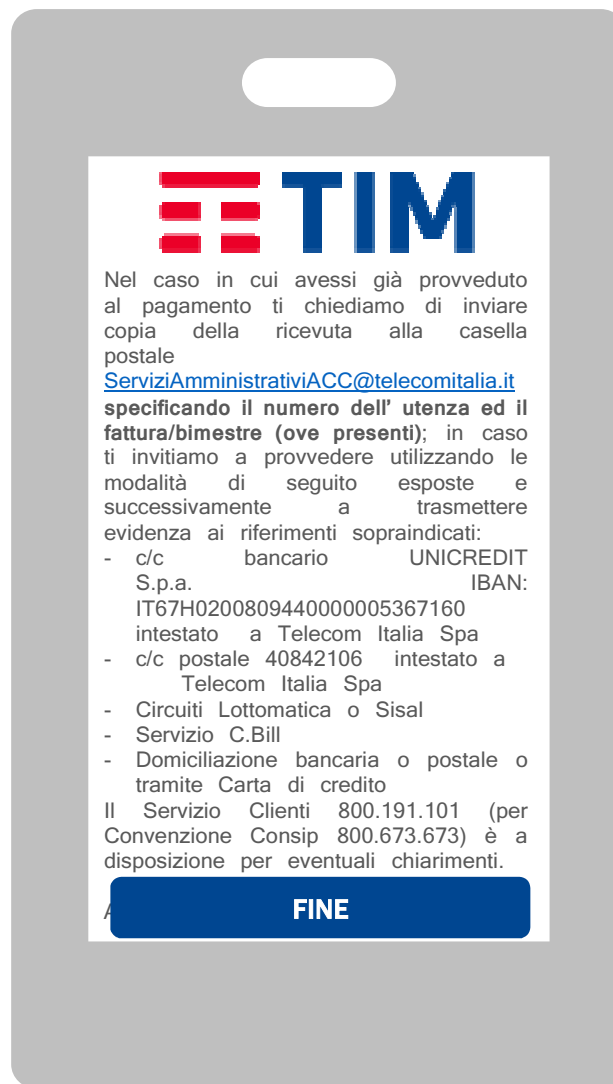 TIM
Nel caso in cui avessi già provveduto
al pagamento ti chiediamo di inviare
copia della ricevuta alla casella
postale
ServiziAmministrativiACC@telecomitalia.it
specificando il numero dell’ utenza ed il
fattura/bimestre (ove presenti); in caso
ti invitiamo a provvedere utilizzando le
modalità di seguito esposte e
successivamente a trasmettere
evidenza ai riferimenti sopraindicati:
- c/c bancario UNICREDIT
S.p.a. IBAN:
IT67H0200809440000005367160
intestato a Telecom Italia Spa
- c/c postale 40842106 intestato a
Telecom Italia Spa
- Circuiti Lottomatica o Sisal
- Servizio C.Bill
- Domiciliazione bancaria o postale o
tramite Carta di credito
Il Servizio Clienti 800.191.101 (per
Convenzione Consip 800.673.673) è a
disposizione per eventuali chiarimenti.
FINE